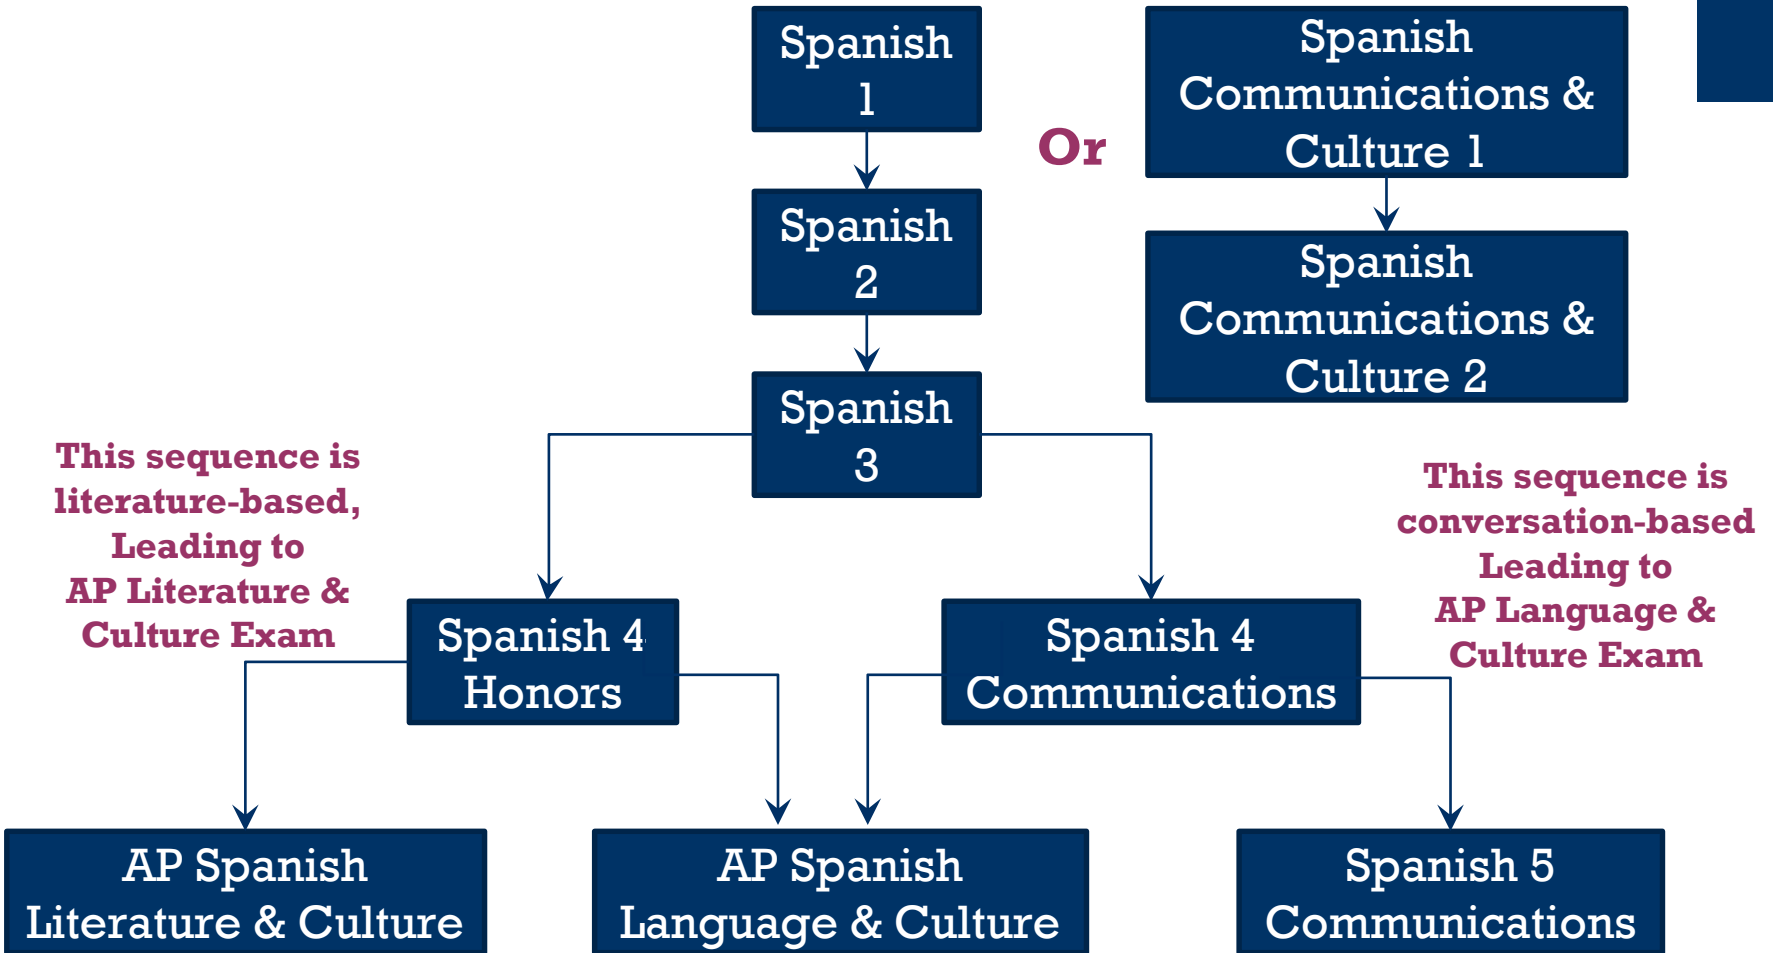 Spanish
1
Or
Spanish
Communications &
Culture 1
Spanish
2
Spanish
Communications &
Culture 2
Spanish
3
This sequence is
literature-based,
Leading to
AP Literature &
Culture Exam
This sequence is
conversation-based
Leading to
AP Language &
Culture Exam
Spanish 4
Honors
Spanish 4
Communications
AP Spanish
Literature & Culture
AP Spanish
Language & Culture
Spanish 5
Communications